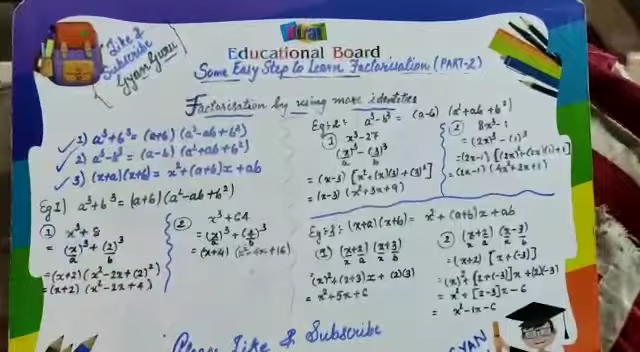 Like &
Subscribe
Gyan Guru
Educational Board
Some Easy Step to Learn Factorisation (PART-2)
Factorisation by using more identities
1) a³+b³ = (a+b) (a²-ab+b²)
2) a³-b³ = (a-b) (a²+ab+b²)
3) (x+a)(x+b) = x²+(a+b)x+ab
Eg 1) a³+b³ = (a+b) (a²-ab+b²)
① x³+8
= (x)³ + (2)³
a b
= (x+2) (x²-2x+(2)²)
= (x+2) (x²-2x+4)
② x³+64
= (x)³ + (4)³
a b
= (x+4) (x²-4x+16)
Eg:-2:- a³-b³ = (a-b) (a²+ab+b²)
① x³-27
(x)³ - (3)³
a b
= (x-3) [x²+(x)(3)+(3)²]
= (x-3) (x²+3x+9)
② 8x³-1
= (2x)³ - (1)³
= (2x-1) [(2x)²+(2x)(1)+1]
= (2x-1) (4x²+2x+1)
Eg:-3:- (x+a) (x+b) = x²+(a+b)x+ab
① (x+2) (x+3)
x a x b
(x)²+(2+3)x+(2)(3)
= x²+5x+6
② (x+2) (x-3)
x a x b
= (x+2) [x+(-3)]
= (x)²+[2+(-3)]x+(2)(-3)
= x²+[2-3]x-6
= x²-1x-6
Please Like & Subscribe
GYAN